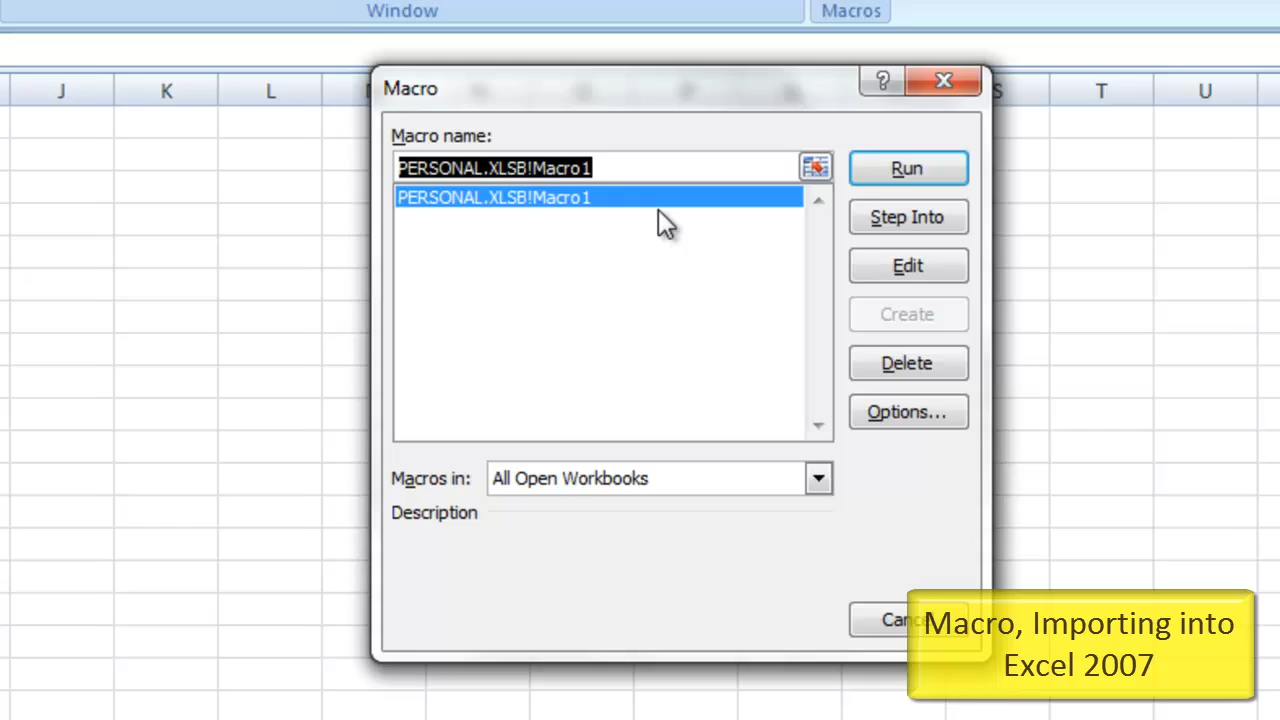 Window Macros
J K L S T U
Macro
Macro name:
PERSONAL.XLSB!Macro1
PERSONAL.XLSB!Macro1
Run
Step Into
Edit
Create
Delete
Options...
Macros in: All Open Workbooks
Description
Macro, Importing into
Excel 2007